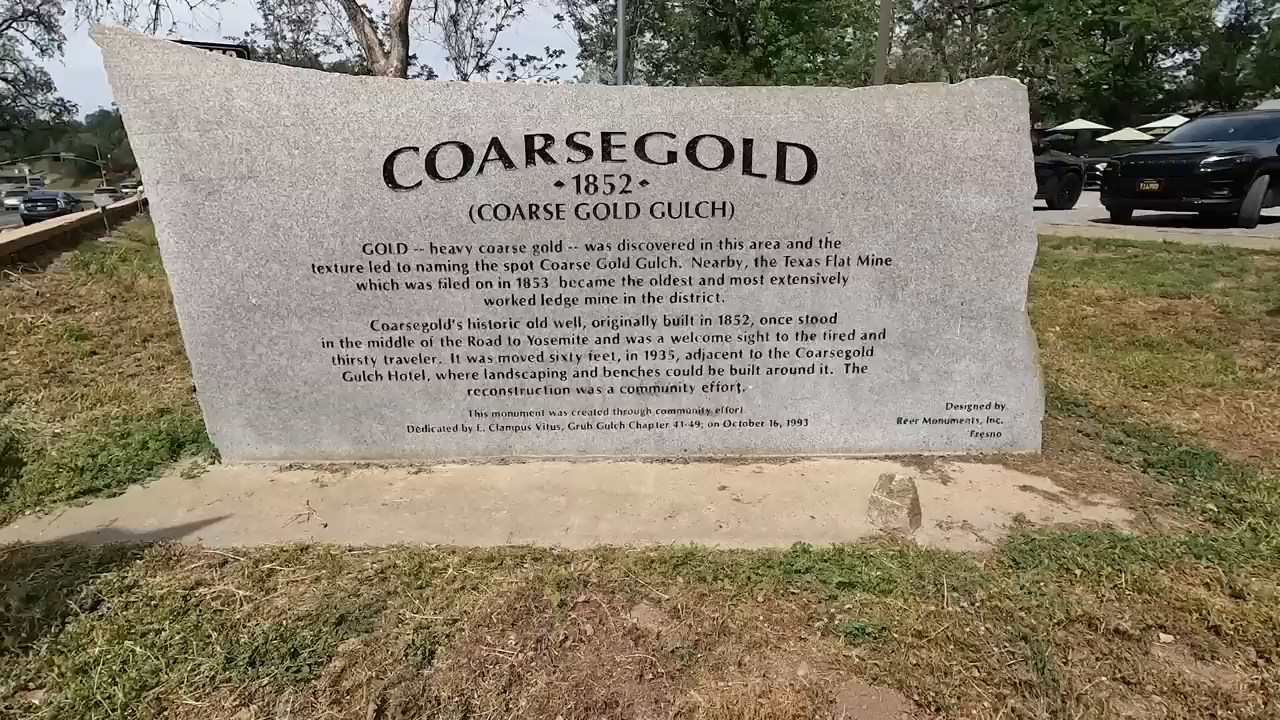 COARSEGOLD
◆1852◆
(COARSE GOLD GULCH)
GOLD -- heavy coarse gold -- was discovered in this area and the
texture led to naming the spot Coarse Gold Gulch. Nearby, the Texas Flat Mine
which was filed on in 1853 became the oldest and most extensively
worked ledge mine in the district.
Coarsegold's historic old well, originally built in 1852, once stood
in the middle of the Road to Yosemite and was a welcome sight to the tired and
thirsty traveler. It was moved sixty feet, in 1935, adjacent to the Coarsegold
Gulch Hotel, where landscaping and benches could be built around it. The
reconstruction was a community effort.
This monument was created through community effort.
Dedicated by E. Clampus Vitus, Grub Gulch Chapter 41-49; on October 16, 1993
Designed by
Beer Monuments, Inc.
Fresno